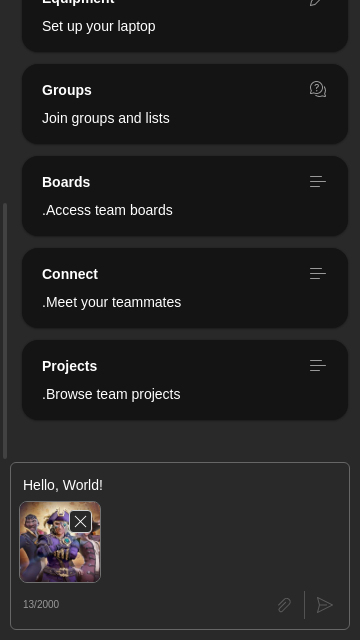 Equipment
Set up your laptop
Groups
Join groups and lists
Boards
.Access team boards
Connect
.Meet your teammates
Projects
.Browse team projects
Hello, World!
13/2000